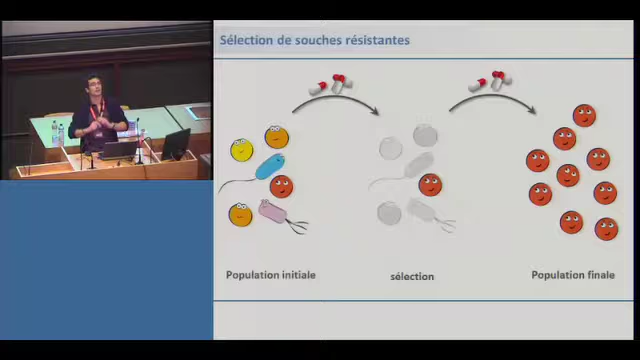 Sélection de souches résistantes
Population initiale
sélection
Population finale